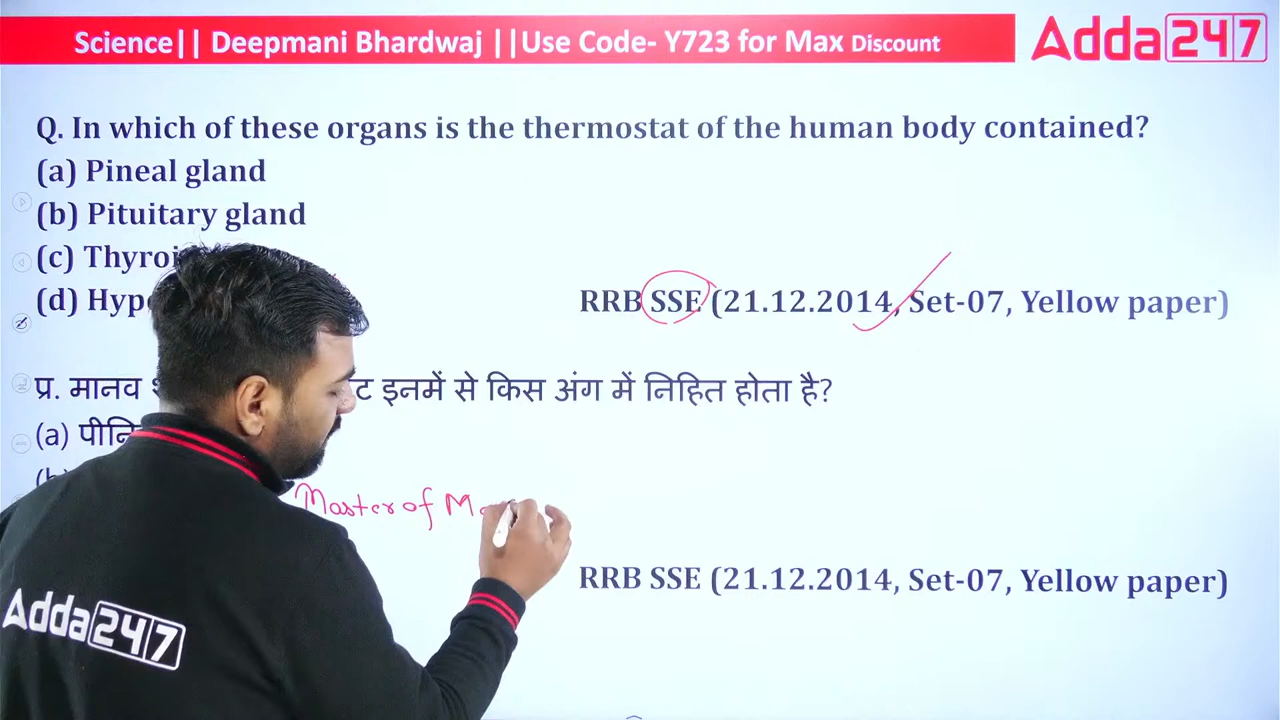 Science|| Deepmani Bhardwaj ||Use Code- Y723 for Max Discount
Adda247
Q. In which of these organs is the thermostat of the human body contained?
(a) Pineal gland
(b) Pituitary gland
(c)
(d)
RRB SSE (21.12.2014, Set-07, Yellow paper)
प्र. मानव इनमें से किस अंग में निहित होता है?
(a)
Master of
RRB SSE (21.12.2014, Set-07, Yellow paper)
Adda247